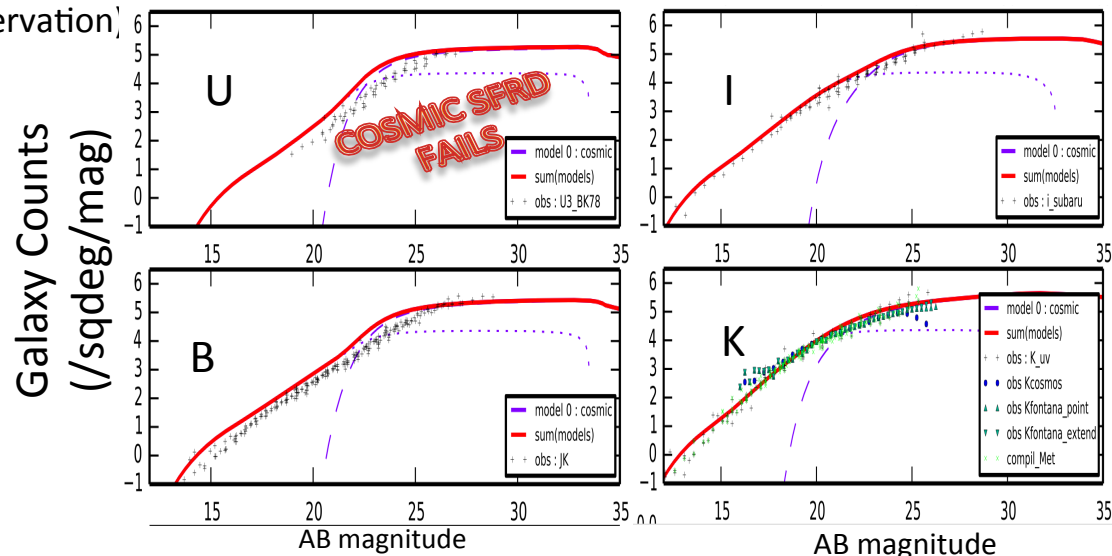 ervation)
Galaxy Counts
(/sqdeg/mag)
6
5
4
3
2
1
0
−1
U
COSMIC SFRD
FAILS
model 0 : cosmic
sum(models)
obs : U3_BK78
15 20 25 30 35
6
5
4
3
2
1
0
−1
I
model 0 : cosmic
sum(models)
obs : i_subaru
15 20 25 30 35
6
5
4
3
2
1
0
−1
B
model 0 : cosmic
sum(models)
obs : JK
15 20 25 30 35
AB magnitude
6
5
4
3
2
1
0
−1
K
model 0 : cosmic
sum(models)
obs : K_uv
obs Kcosmos
obs Kfontana_point
obs Kfontana_extend
compil_Met
15 20 25 30 35
AB magnitude